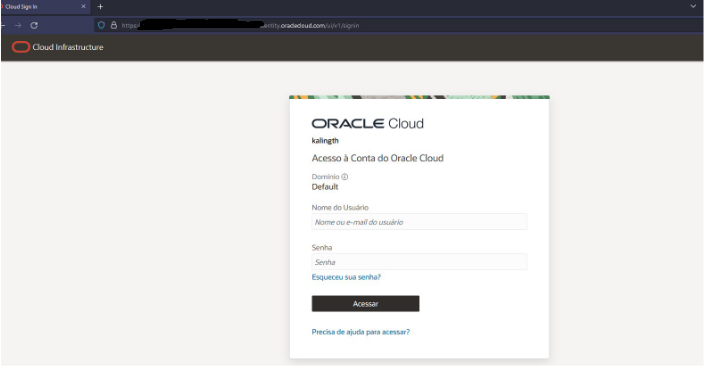 Cloud Sign In
https:
entity.oraclecloud.com/ui/v1/signin
Cloud Infrastructure
ORACLE Cloud
kalingth
Acesso à Conta do Oracle Cloud
Domínio
Default
Nome do Usuário
Nome ou e-mail do usuário
Senha
Senha
Esqueceu sua senha?
Acessar
Precisa de ajuda para acessar?